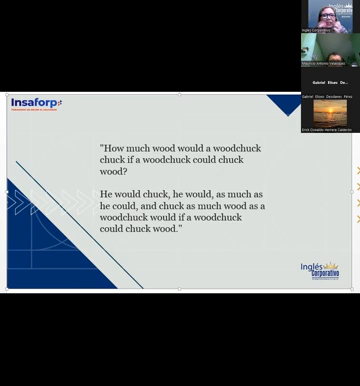 Insaforp
"How much wood would a woodchuck
chuck if a woodchuck could chuck
wood?
He would chuck, he would, as much as
he could, and chuck as much wood as a
woodchuck would if a woodchuck
could chuck wood."
Inglés
Corporativo